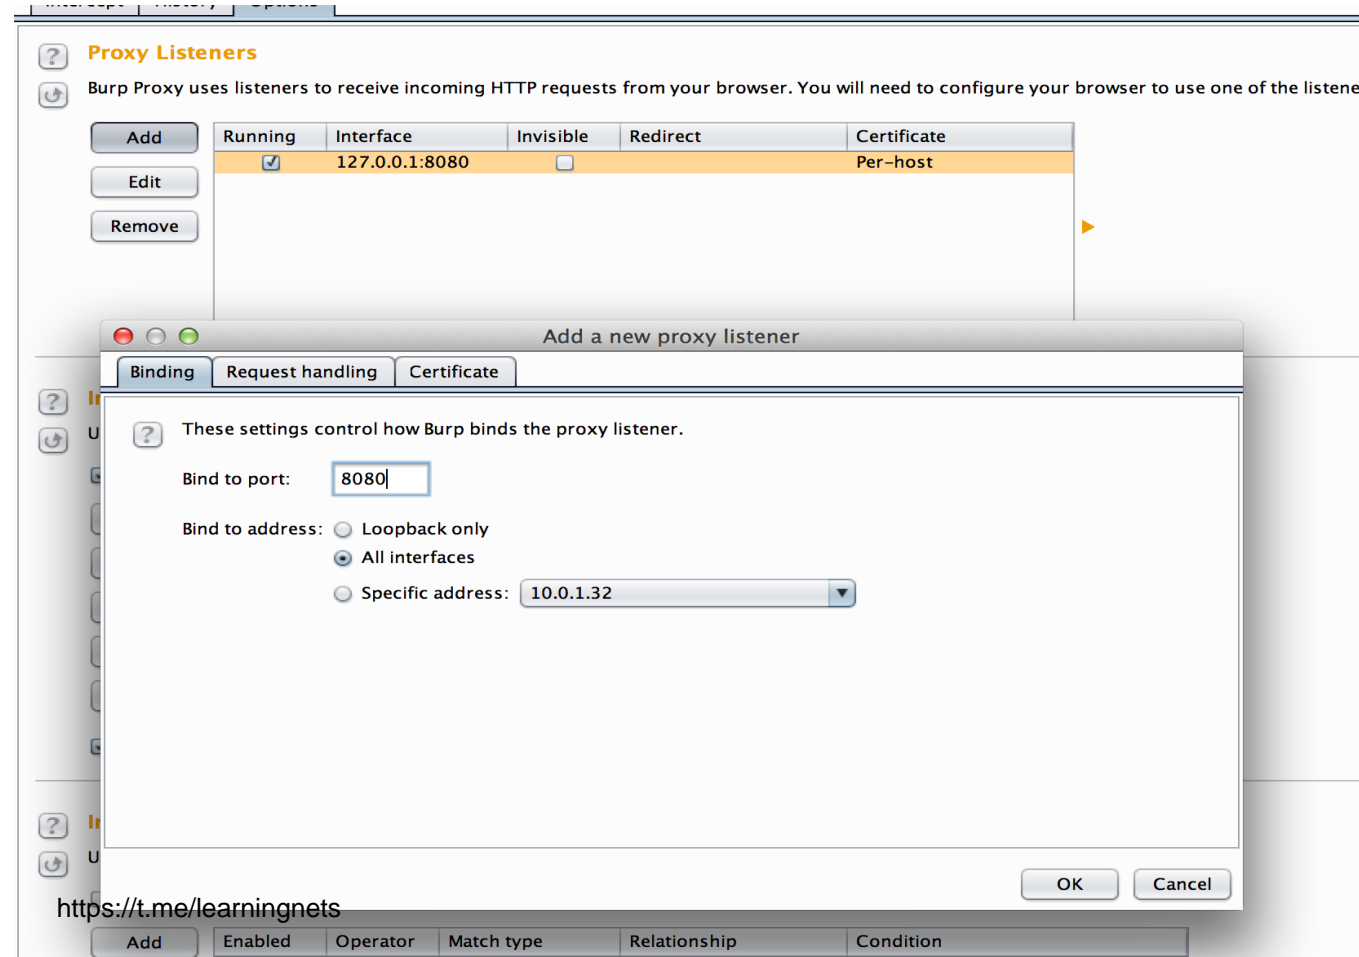 Intercept History Options
Proxy Listeners
Burp Proxy uses listeners to receive incoming HTTP requests from your browser. You will need to configure your browser to use one of the listene
Add
Running Interface Invisible Redirect Certificate
127.0.0.1:8080 Per-host
Edit
Remove
Add a new proxy listener
Binding Request handling Certificate
These settings control how Burp binds the proxy listener.
Bind to port: 8080
Bind to address: Loopback only
All interfaces
Specific address: 10.0.1.32
OK Cancel
https://t.me/learningnets
Add Enabled Operator Match type Relationship Condition